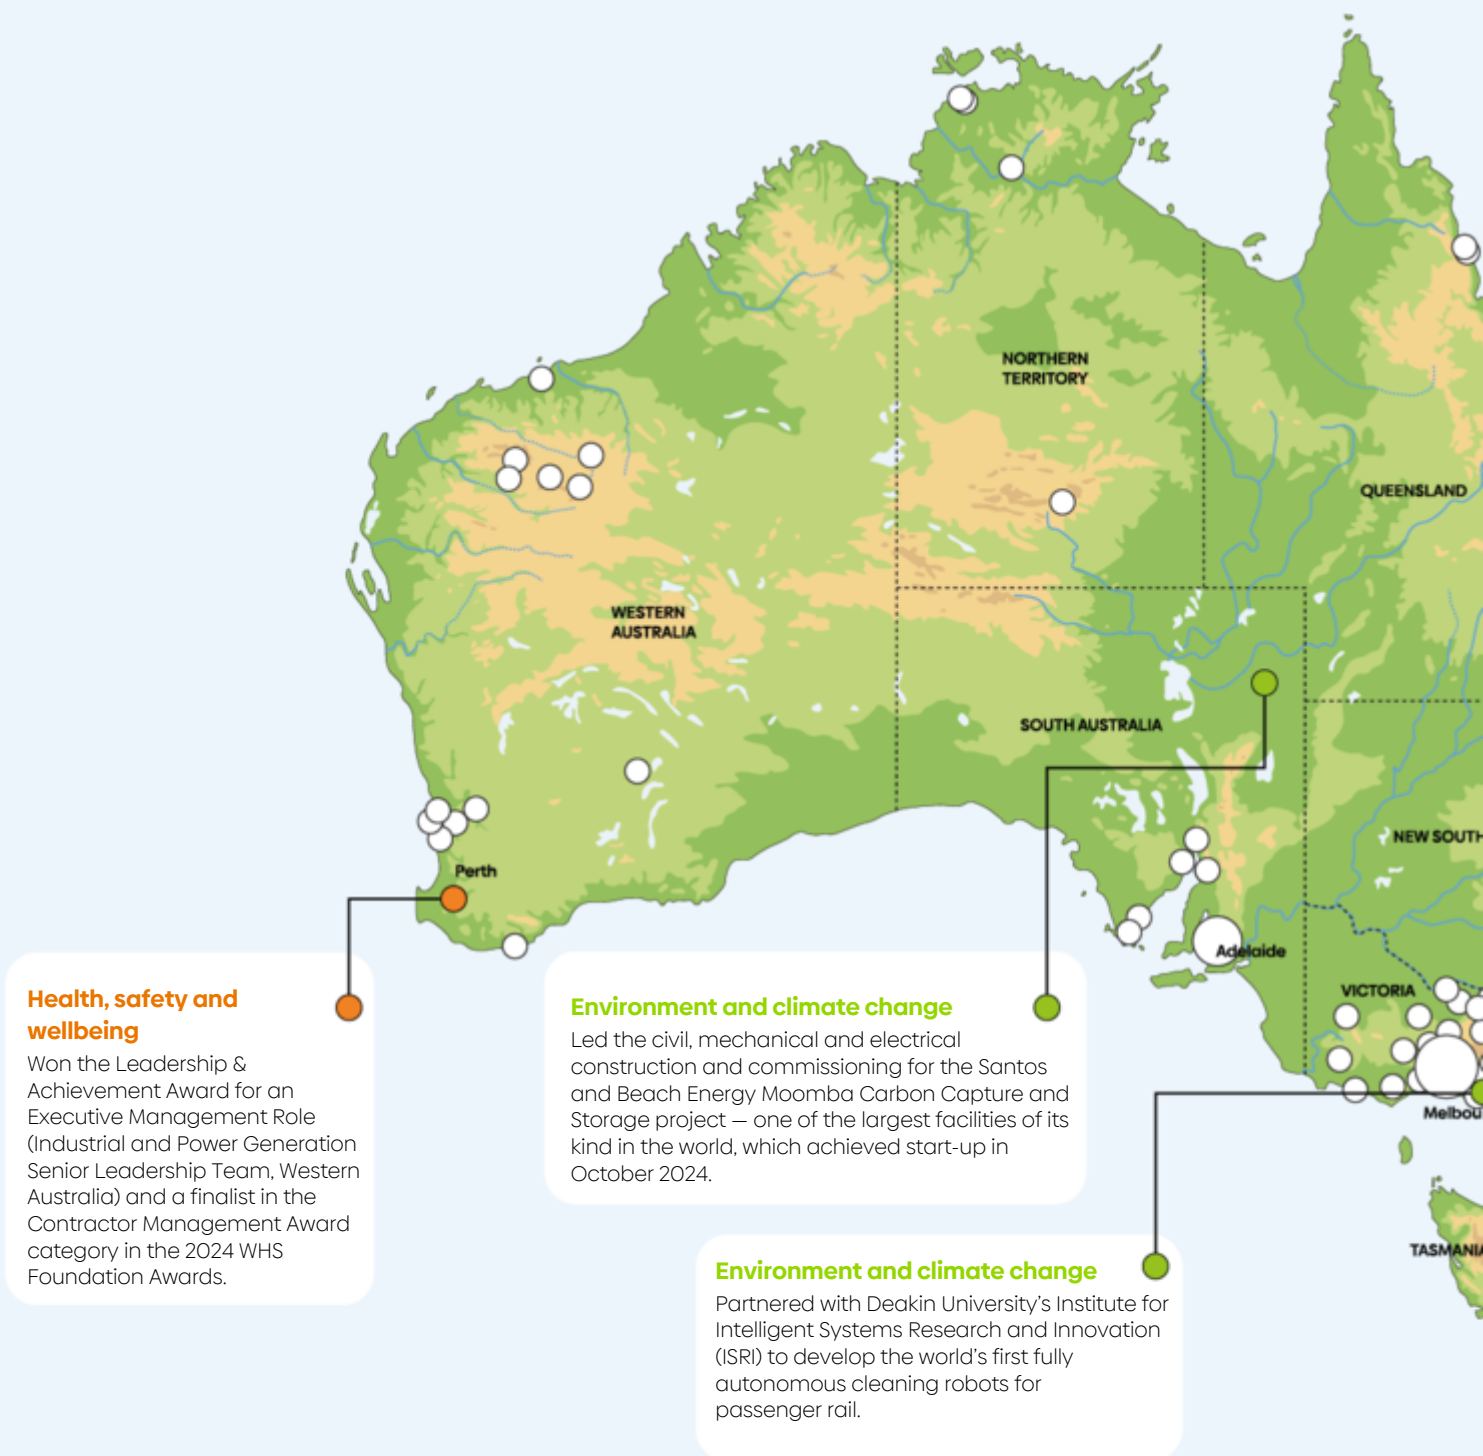 NORTHERN
TERRITORY
QUEENSLAND
WESTERN
AUSTRALIA
SOUTH AUSTRALIA
NEW SOUTH
Perth
Adelaide
VICTORIA
Melbou
TASMANIA
Health, safety and
wellbeing
Won the Leadership &
Achievement Award for an
Executive Management Role
(Industrial and Power Generation
Senior Leadership Team, Western
Australia) and a finalist in the
Contractor Management Award
category in the 2024 WHS
Foundation Awards.
Environment and climate change
Led the civil, mechanical and electrical
construction and commissioning for the Santos
and Beach Energy Moomba Carbon Capture and
Storage project — one of the largest facilities of its
kind in the world, which achieved start-up in
October 2024.
Environment and climate change
Partnered with Deakin University’s Institute for
Intelligent Systems Research and Innovation
(ISRI) to develop the world’s first fully
autonomous cleaning robots for
passenger rail.